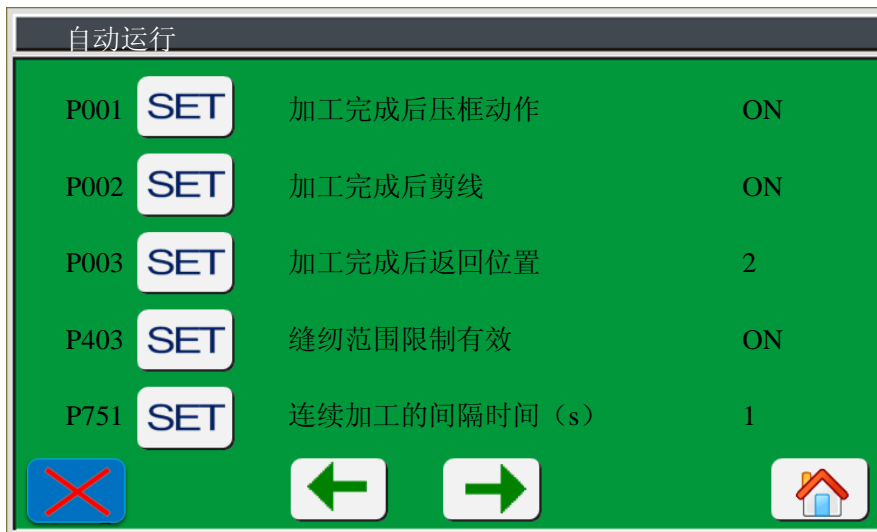 自动运行
P001 SET 加工完成后压框动作 ON
P002 SET 加工完成后剪线 ON
P003 SET 加工完成后返回位置 2
P403 SET 缝纫范围限制有效 ON
P751 SET 连续加工的间隔时间（s） 1